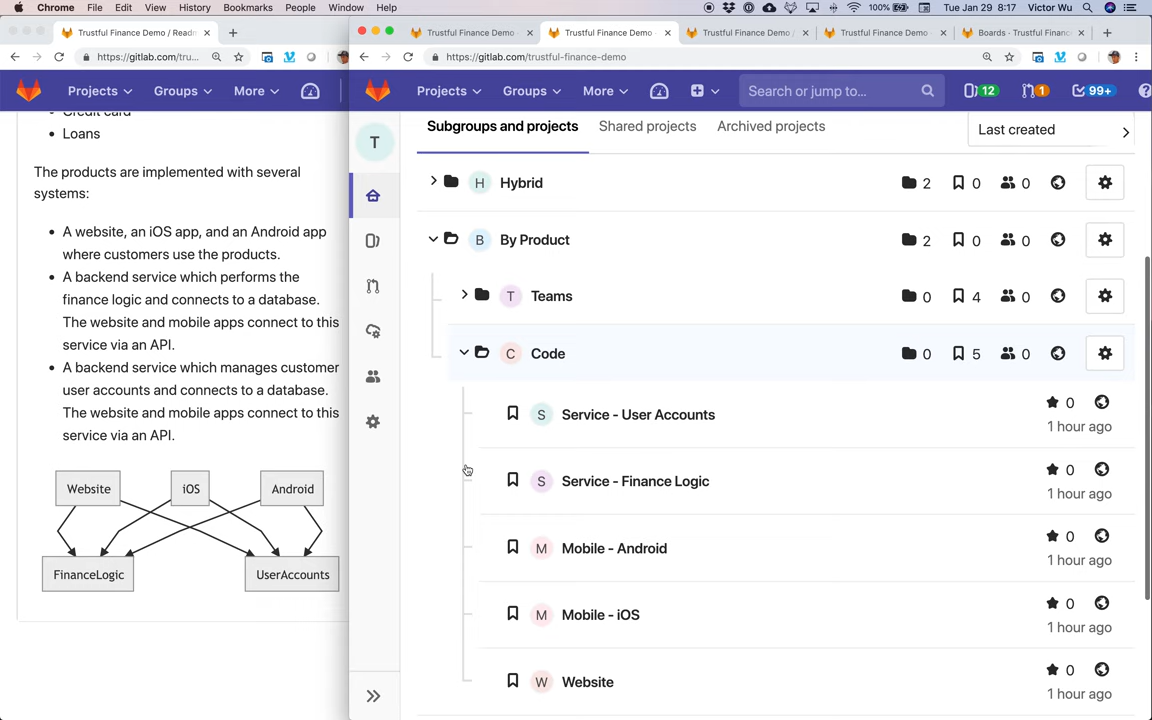 Chrome File Edit View History Bookmarks People Window Help
100% Tue Jan 29 8:17 Victor Wu
Trustful Finance Demo / Readn
Trustful Finance Demo
Trustful Finance Demo
Trustful Finance Demo /
Trustful Finance Demo
Boards · Trustful Finance
https://gitlab.com/tru...
https://gitlab.com/trustful-finance-demo
Projects Groups More
Projects Groups More Search or jump to... 12 1 99+
Credit card
Loans
The products are implemented with several
systems:
A website, an iOS app, and an Android app
where customers use the products.
A backend service which performs the
finance logic and connects to a database.
The website and mobile apps connect to this
service via an API.
A backend service which manages customer
user accounts and connects to a database.
The website and mobile apps connect to this
service via an API.
Website iOS Android
FinanceLogic UserAccounts
T
Subgroups and projects Shared projects Archived projects Last created
H Hybrid 2 0 0
B By Product 2 0 0
T Teams 0 4 0
C Code 0 5 0
S Service - User Accounts 0
1 hour ago
S Service - Finance Logic 0
1 hour ago
M Mobile - Android 0
1 hour ago
M Mobile - iOS 0
1 hour ago
W Website 0
1 hour ago